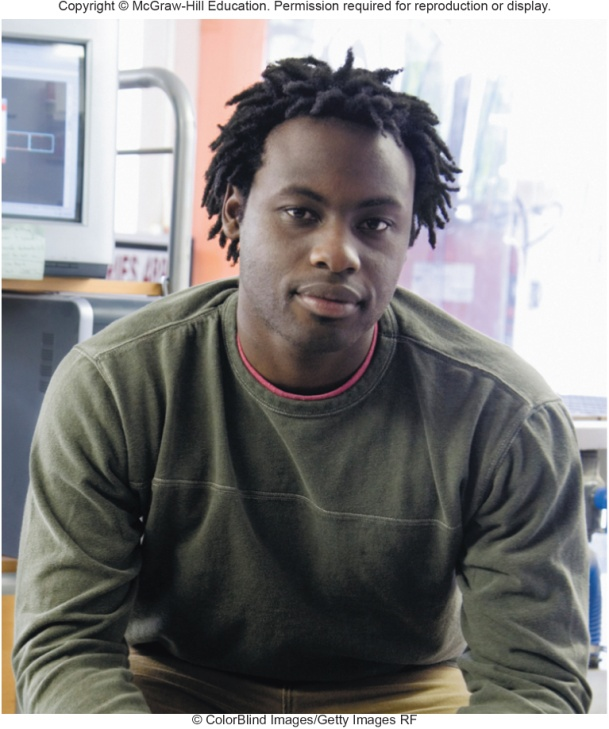 Copyright © McGraw-Hill Education. Permission required for reproduction or display.
© ColorBlind Images/Getty Images RF